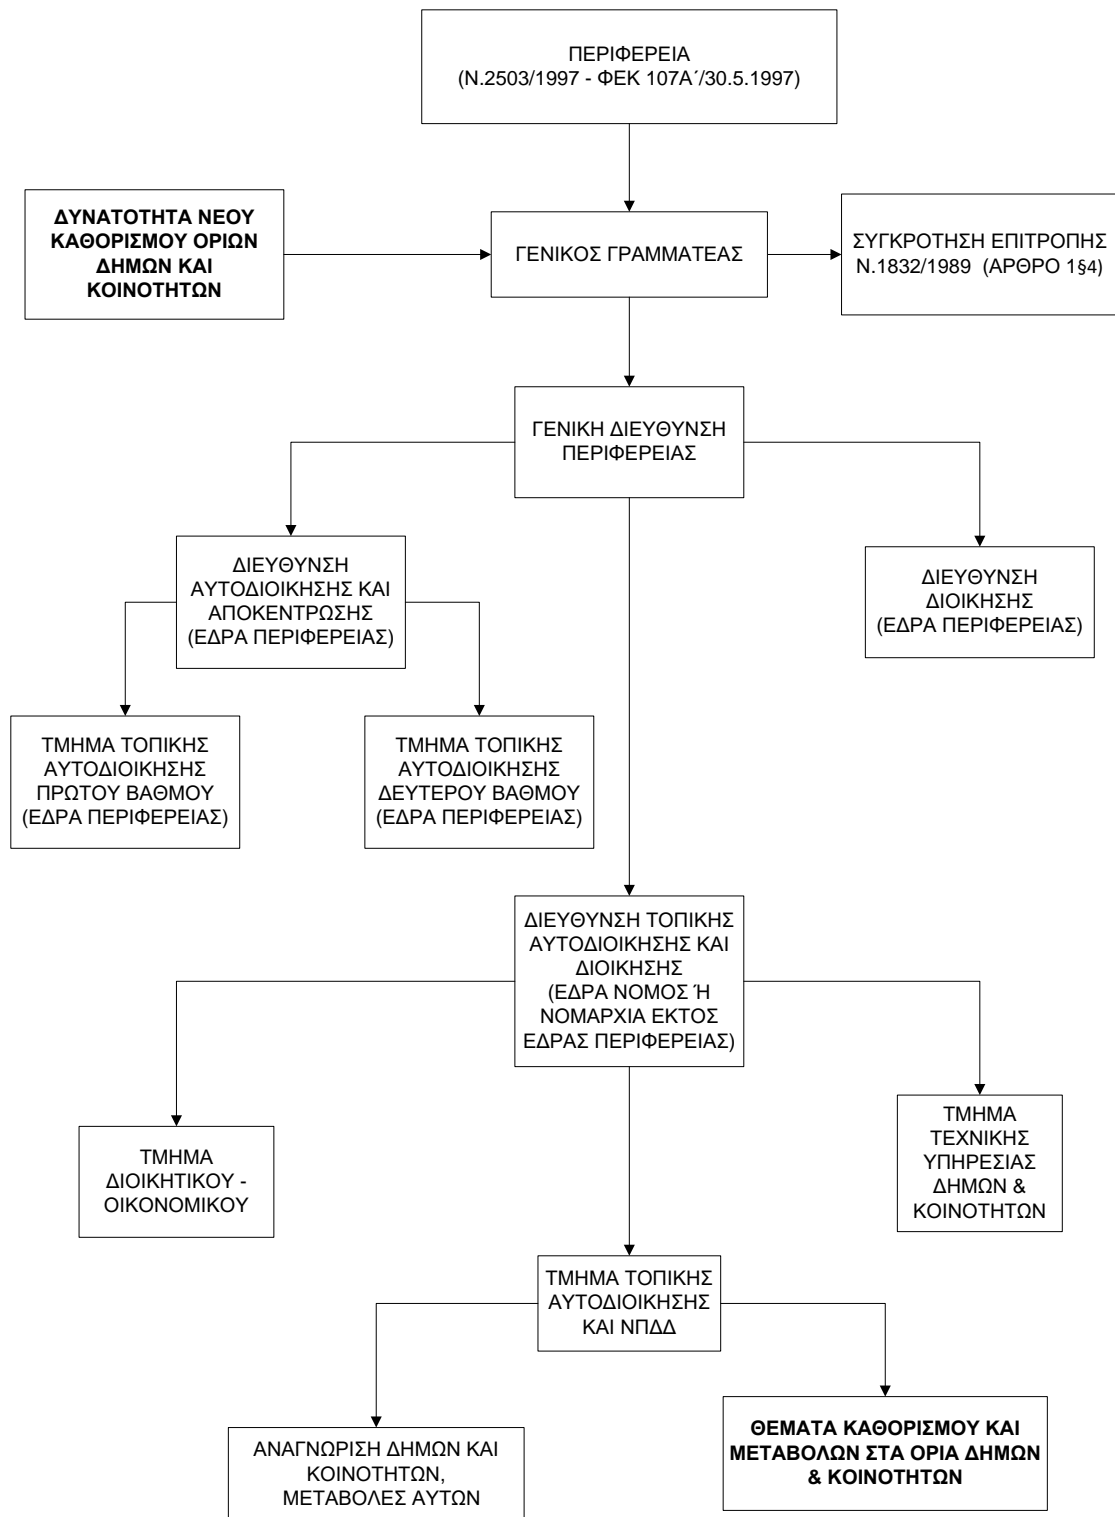 ΠΕΡΙΦΕΡΕΙΑ
(Ν.2503/1997 - ΦΕΚ 107Α΄/30.5.1997)
ΔΥΝΑΤΟΤΗΤΑ ΝΕΟΥ
ΚΑΘΟΡΙΣΜΟΥ ΟΡΙΩΝ
ΔΗΜΩΝ ΚΑΙ
ΚΟΙΝΟΤΗΤΩΝ
ΓΕΝΙΚΟΣ ΓΡΑΜΜΑΤΕΑΣ
ΣΥΓΚΡΟΤΗΣΗ ΕΠΙΤΡΟΠΗΣ
Ν.1832/1989 (ΑΡΘΡΟ 1§4)
ΓΕΝΙΚΗ ΔΙΕΥΘΥΝΣΗ
ΠΕΡΙΦΕΡΕΙΑΣ
ΔΙΕΥΘΥΝΣΗ
ΑΥΤΟΔΙΟΙΚΗΣΗΣ ΚΑΙ
ΑΠΟΚΕΝΤΡΩΣΗΣ
(ΕΔΡΑ ΠΕΡΙΦΕΡΕΙΑΣ)
ΔΙΕΥΘΥΝΣΗ
ΔΙΟΙΚΗΣΗΣ
(ΕΔΡΑ ΠΕΡΙΦΕΡΕΙΑΣ)
ΤΜΗΜΑ ΤΟΠΙΚΗΣ
ΑΥΤΟΔΙΟΙΚΗΣΗΣ
ΠΡΩΤΟΥ ΒΑΘΜΟΥ
(ΕΔΡΑ ΠΕΡΙΦΕΡΕΙΑΣ)
ΤΜΗΜΑ ΤΟΠΙΚΗΣ
ΑΥΤΟΔΙΟΙΚΗΣΗΣ
ΔΕΥΤΕΡΟΥ ΒΑΘΜΟΥ
(ΕΔΡΑ ΠΕΡΙΦΕΡΕΙΑΣ)
ΔΙΕΥΘΥΝΣΗ ΤΟΠΙΚΗΣ
ΑΥΤΟΔΙΟΙΚΗΣΗΣ ΚΑΙ
ΔΙΟΙΚΗΣΗΣ
(ΕΔΡΑ ΝΟΜΟΣ Ή
ΝΟΜΑΡΧΙΑ ΕΚΤΟΣ
ΕΔΡΑΣ ΠΕΡΙΦΕΡΕΙΑΣ)
ΤΜΗΜΑ
ΔΙΟΙΚΗΤΙΚΟΥ -
ΟΙΚΟΝΟΜΙΚΟΥ
ΤΜΗΜΑ
ΤΕΧΝΙΚΗΣ
ΥΠΗΡΕΣΙΑΣ
ΔΗΜΩΝ &
ΚΟΙΝΟΤΗΤΩΝ
ΤΜΗΜΑ ΤΟΠΙΚΗΣ
ΑΥΤΟΔΙΟΙΚΗΣΗΣ
ΚΑΙ ΝΠΔΔ
ΑΝΑΓΝΩΡΙΣΗ ΔΗΜΩΝ ΚΑΙ
ΚΟΙΝΟΤΗΤΩΝ,
ΜΕΤΑΒΟΛΕΣ ΑΥΤΩΝ
ΘΕΜΑΤΑ ΚΑΘΟΡΙΣΜΟΥ ΚΑΙ
ΜΕΤΑΒΟΛΩΝ ΣΤΑ ΟΡΙΑ ΔΗΜΩΝ
& ΚΟΙΝΟΤΗΤΩΝ